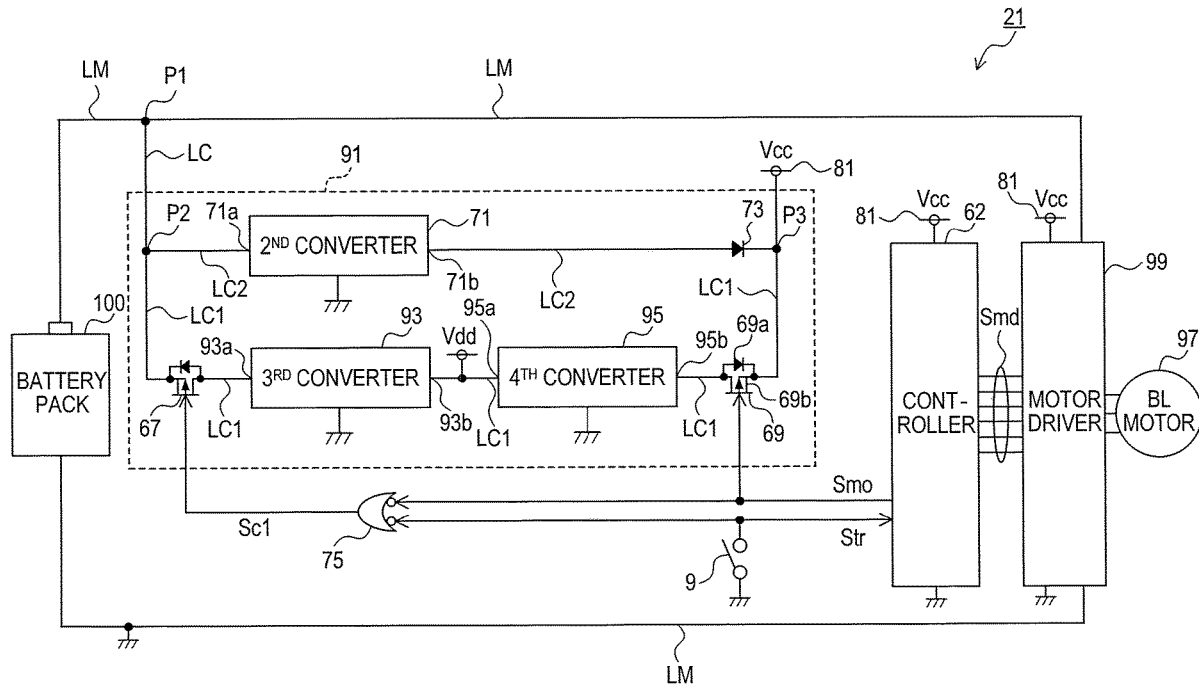 21
LM
P1
LM
LC
91
Vcc
81
P2
71a
71
73
P3
81
Vcc
62
81
Vcc
2ND CONVERTER
LC2
71b
LC2
LC1
99
100
LC1
93
Vdd
95a
95
69a
95b
Smd
97
BATTERY
PACK
93a
3RD CONVERTER
4TH CONVERTER
67
LC1
93b
LC1
LC1
69b
69
CONT-
ROLLER
MOTOR
DRIVER
BL
MOTOR
Smo
Sc1
75
Str
9
LM